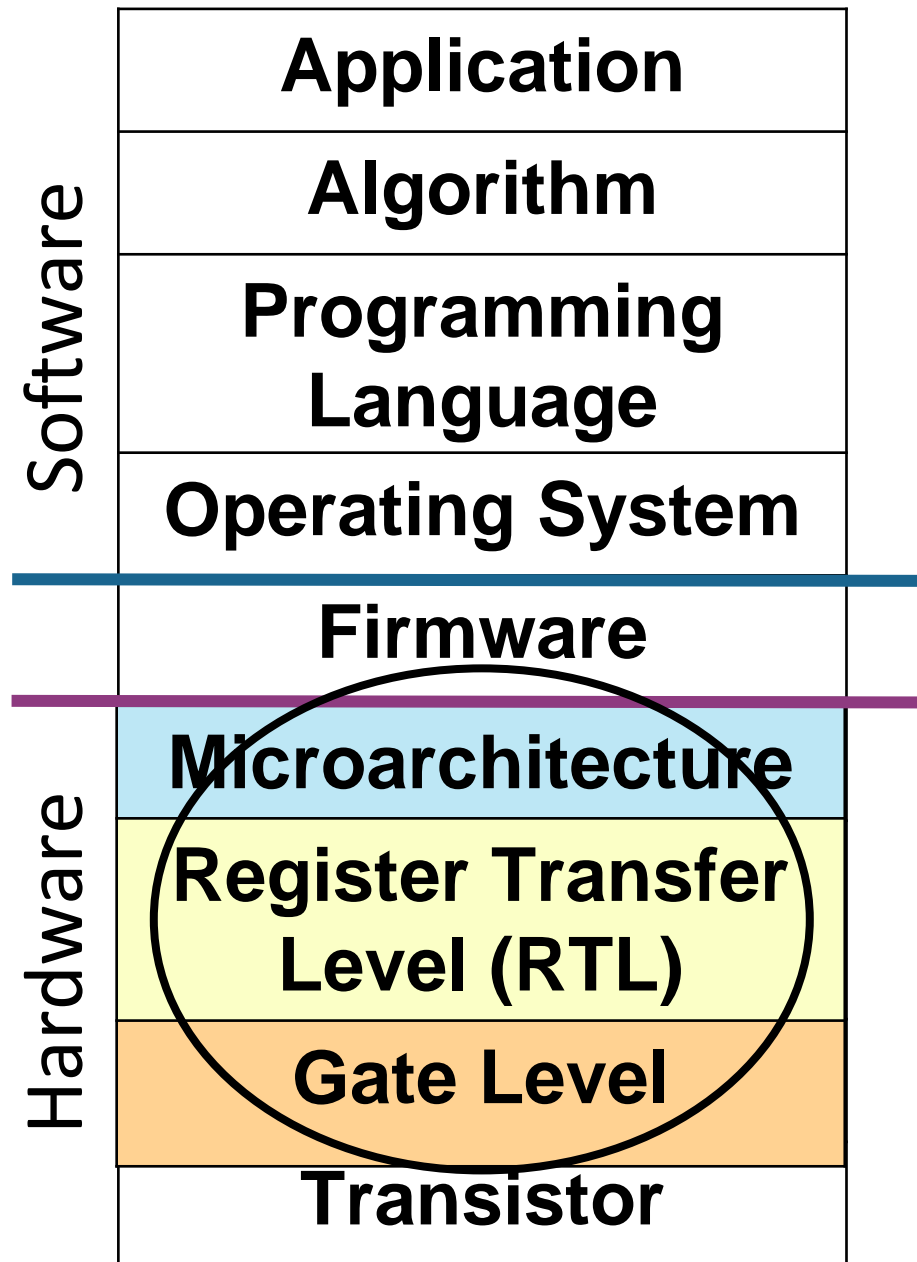 Software
Application
Algorithm
Programming
Language
Operating System
Firmware
Hardware
Microarchitecture
Register Transfer
Level (RTL)
Gate Level
Transistor